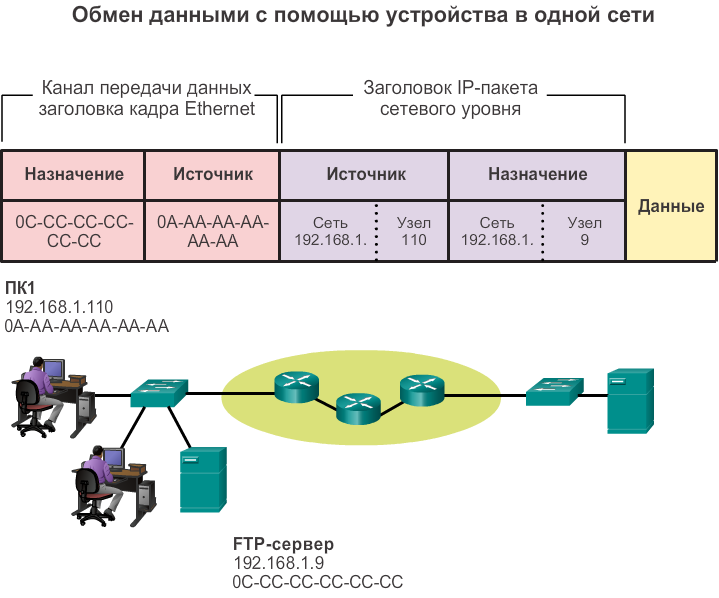 Обмен данными с помощью устройства в одной сети
Канал передачи данных
заголовка кадра Ethernet
Заголовок IP-пакета
сетевого уровня
Назначение
Источник
Источник
Назначение
Данные
0C-CC-CC-CC-
CC-CC
0A-AA-AA-AA-
AA-AA
Сеть
192.168.1.
Узел
110
Сеть
192.168.1.
Узел
9
ПК1
192.168.1.110
0A-AA-AA-AA-AA-AA
FTP-сервер
192.168.1.9
0C-CC-CC-CC-CC-CC